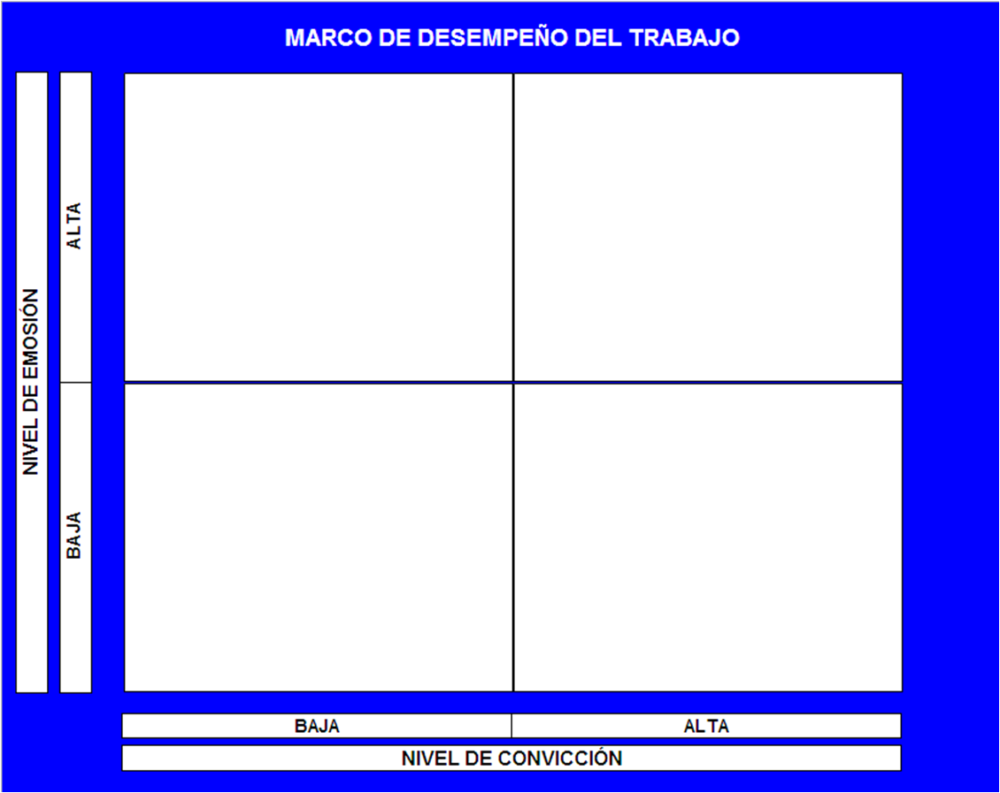 MARCO DE DESEMPEÑO DEL TRABAJO
NIVEL DE EMOSIÓN
ALTA
BAJA
BAJA
ALTA
NIVEL DE CONVICCIÓN